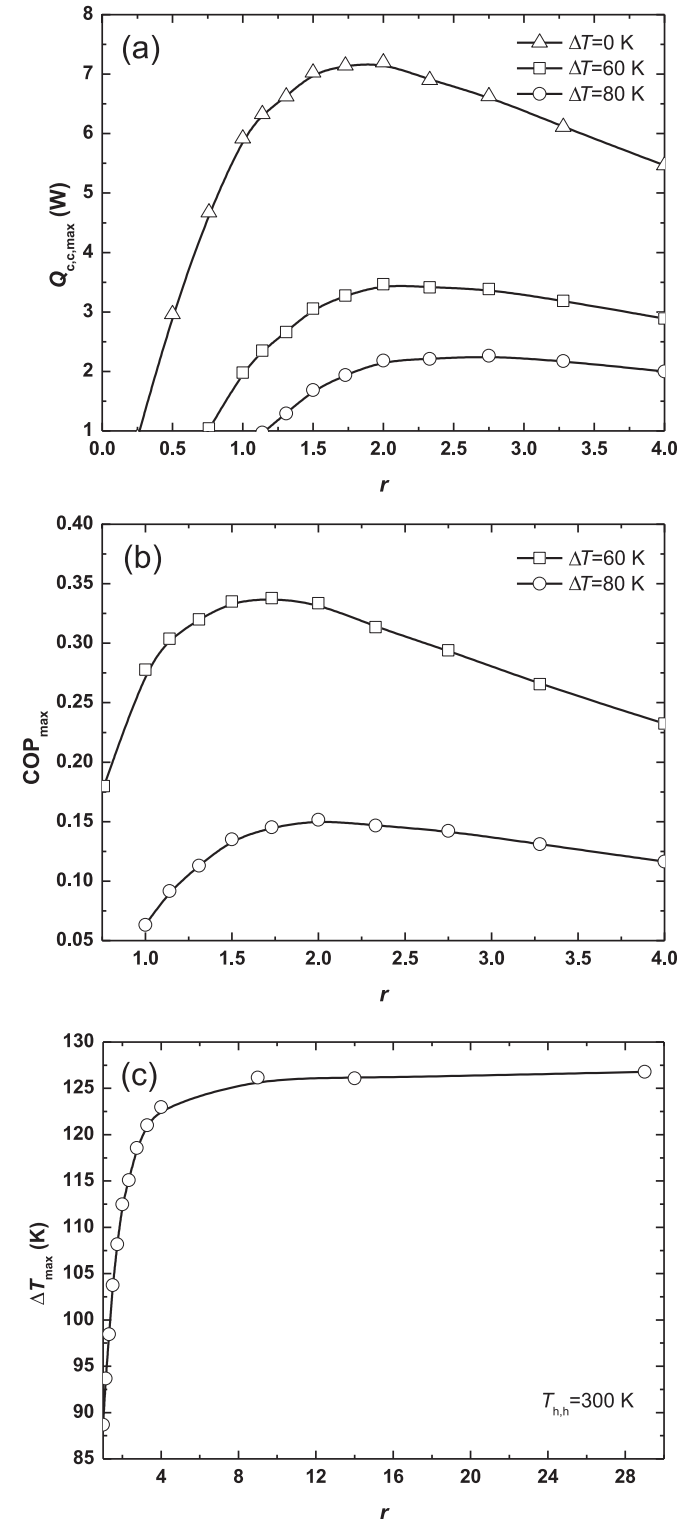 (a)
ΔT=0 K
ΔT=60 K
ΔT=80 K
8
7
6
5
4
3
2
1
Qc,c,max (W)
0.0 0.5 1.0 1.5 2.0 2.5 3.0 3.5 4.0
r
(b)
ΔT=60 K
ΔT=80 K
0.40
0.35
0.30
0.25
0.20
0.15
0.10
0.05
COPmax
1.0 1.5 2.0 2.5 3.0 3.5 4.0
r
(c)
130
125
120
115
110
105
100
95
90
85
ΔTmax (K)
Th,h=300 K
4 8 12 16 20 24 28
r